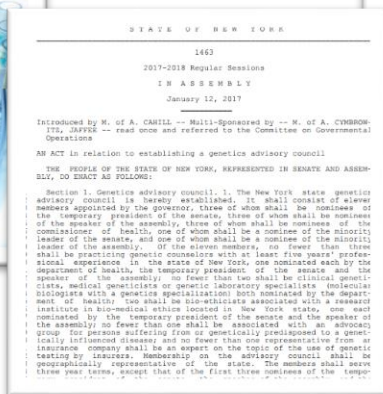 STATE OF NEW YORK
1463
2017-2018 Regular Sessions
IN ASSEMBLY
January 12, 2017
Introduced by M. of A. CAHILL -- Multi-Sponsored by -- M. of A. CYMBROW-
ITZ, JAFFEE -- read once and referred to the Committee on Governmental
Operations
AN ACT in relation to establishing a genetics advisory council
THE PEOPLE OF THE STATE OF NEW YORK, REPRESENTED IN SENATE AND ASSEM-
BLY, DO ENACT AS FOLLOWS:
Section 1. Genetics advisory council. 1. The New York state genetics
advisory council is hereby established. It shall consist of eleven
members appointed by the governor, three of whom shall be nominees of
the temporary president of the senate, three of whom shall be nominees
of the speaker of the assembly, three of whom shall be nominees of the
commissioner of health, one of whom shall be a nominee of the minority
leader of the senate, and one of whom shall be a nominee of the minority
leader of the assembly. Of the eleven members, no fewer than three
shall be practicing genetic counselors with at least five years' profes-
sional experience in the state of New York, one nominated each by the
department of health, the temporary president of the senate and the
speaker of the assembly; no fewer than two shall be clinical geneti-
cists, medical geneticists or genetic laboratory specialists (molecular
biologists with a genetics specialization) both nominated by the depart-
ment of health; two shall be bio-ethicists associated with a research
institute in bio-medical ethics located in New York state, one each
nominated by the temporary president of the senate and the speaker of
the assembly; no fewer than one shall be associated with an advocacy
group for persons suffering from or genetically predisposed to a genet-
ically influenced disease; and no fewer than one representative from an
insurance company shall be an expert on the topic of the use of genetic
testing by insurers. Membership on the advisory council shall be
geographically representative of the state. The members shall serve
three year terms, except that of the first three nominees of the tempo-